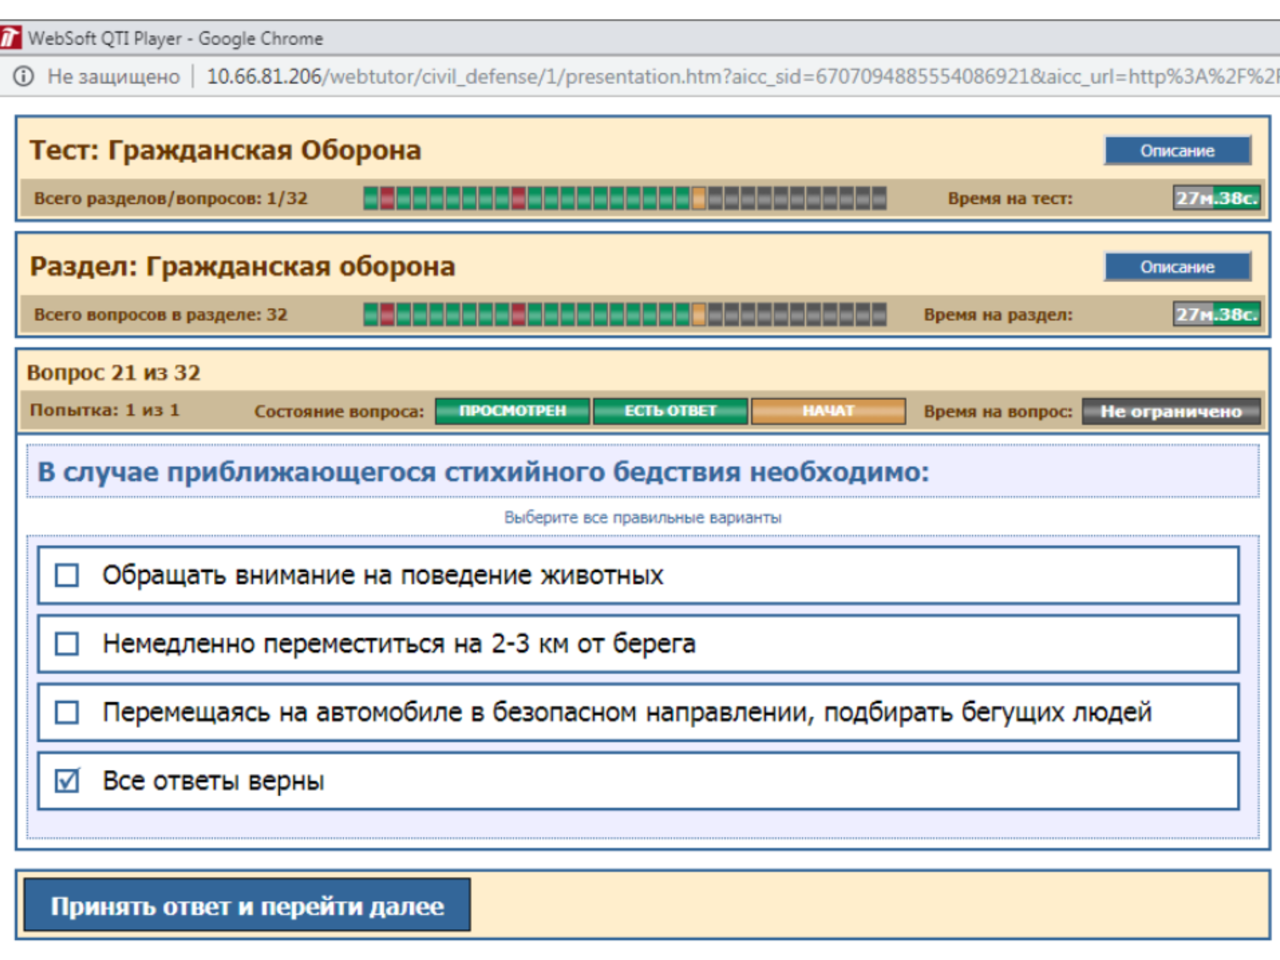 WebSoft QTI Player - Google Chrome
Не защищено | 10.66.81.206/webtutor/civil_defense/1/presentation.htm?aicc_sid=6707094885554086921&aicc_url=http%3A%2F%2F
Тест: Гражданская Оборона
Описание
Всего разделов/вопросов: 1/32
Время на тест:
27м.38с.
Раздел: Гражданская оборона
Описание
Всего вопросов в разделе: 32
Время на раздел:
27м.38с.
Вопрос 21 из 32
Попытка: 1 из 1
Состояние вопроса:
ПРОСМОТРЕН
ЕСТЬ ОТВЕТ
НАЧАТ
Время на вопрос:
Не ограничено
В случае приближающегося стихийного бедствия необходимо:
Выберите все правильные варианты
Обращать внимание на поведение животных
Немедленно переместиться на 2-3 км от берега
Перемещаясь на автомобиле в безопасном направлении, подбирать бегущих людей
Все ответы верны
Принять ответ и перейти далее